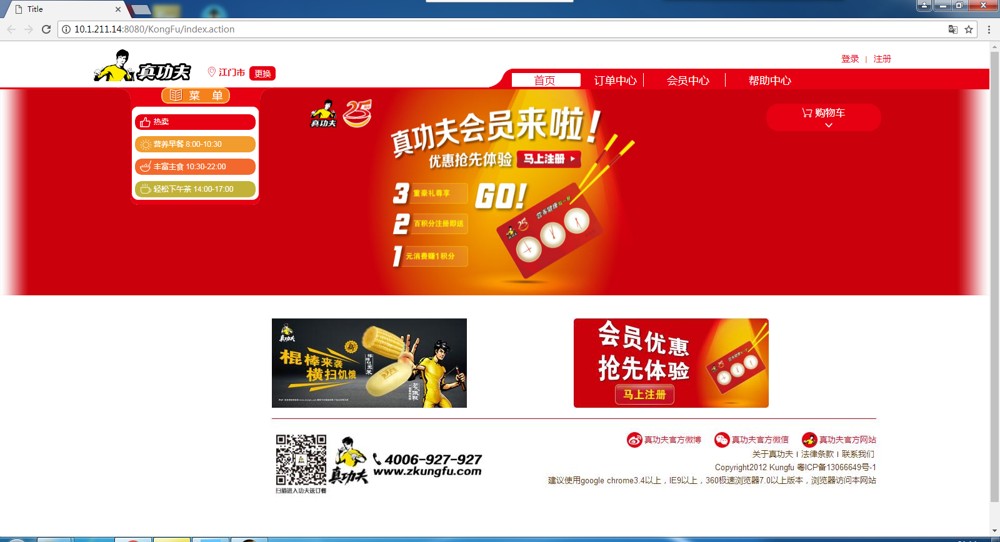 Title
10.1.211.14:8080/KongFu/index.action
登录 | 注册
真功夫
江门市 更换
首页 订单中心 会员中心 帮助中心
菜 单
热卖
营养早餐 8:00-10:30
丰富主食 10:30-22:00
轻松下午茶 14:00-17:00
真功夫 25
购物车
真功夫会员来啦!
优惠抢先体验 马上注册
3 重豪礼尊享
GO!
2 百积分注册即送
1 元消费赚1积分
营养健康
25
真功夫
新
棍棒来袭
横扫饥饿
会员优惠
抢先体验
马上注册
真功夫官方微博 真功夫官方微信 真功夫官方网站
关于真功夫 I 法律条款 I 联系我们
真功夫
4006-927-927
www.zkungfu.com
扫描进入功夫送订餐
Copyright2012 Kungfu 粤ICP备13066649号-1
建议使用google chrome3.4以上，IE9以上，360极速浏览器7.0以上版本，浏览器访问本网站